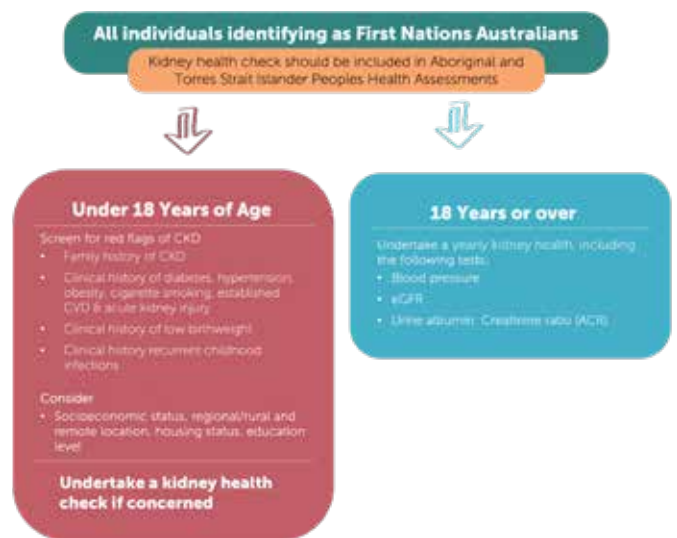 All individuals identifying as First Nations Australians
Kidney health check should be included in Aboriginal and
Torres Strait Islander Peoples Health Assessments
Under 18 Years of Age
Screen for red flags of CKD
• Family history of CKD
• Clinical history of diabetes, hypertension,
obesity, cigarette smoking, established
CVD & acute kidney injury
• Clinical history of low birthweight
• Clinical history recurrent childhood
infections
Consider
• Socioeconomic status, regional/rural and
remote location, housing status, education
level
Undertake a kidney health
check if concerned
18 Years or over
Undertake a yearly kidney health, including
the following tests:
• Blood pressure
• eGFR
• Urine albumin: Creatinine ratio (ACR)